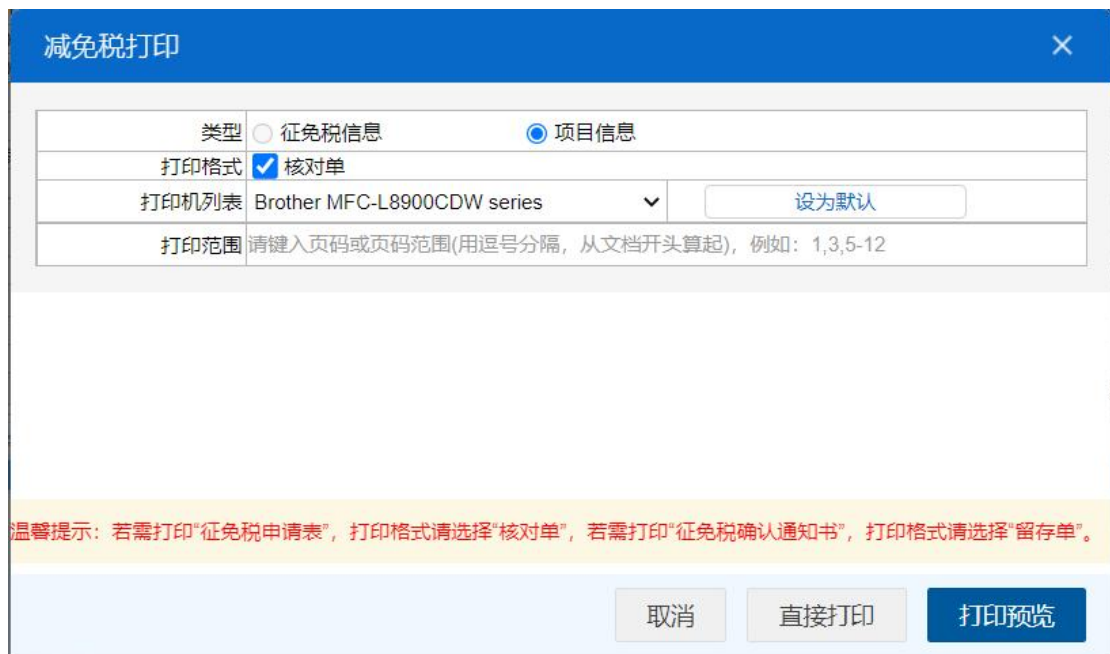 减免税打印
类型 征免税信息 项目信息
打印格式 核对单
打印机列表 Brother MFC-L8900CDW series 设为默认
打印范围 请键入页码或页码范围(用逗号分隔，从文档开头算起)，例如：1,3,5-12
温馨提示：若需打印“征免税申请表”，打印格式请选择“核对单”，若需打印“征免税确认通知书”，打印格式请选择“留存单”。
取消 直接打印 打印预览